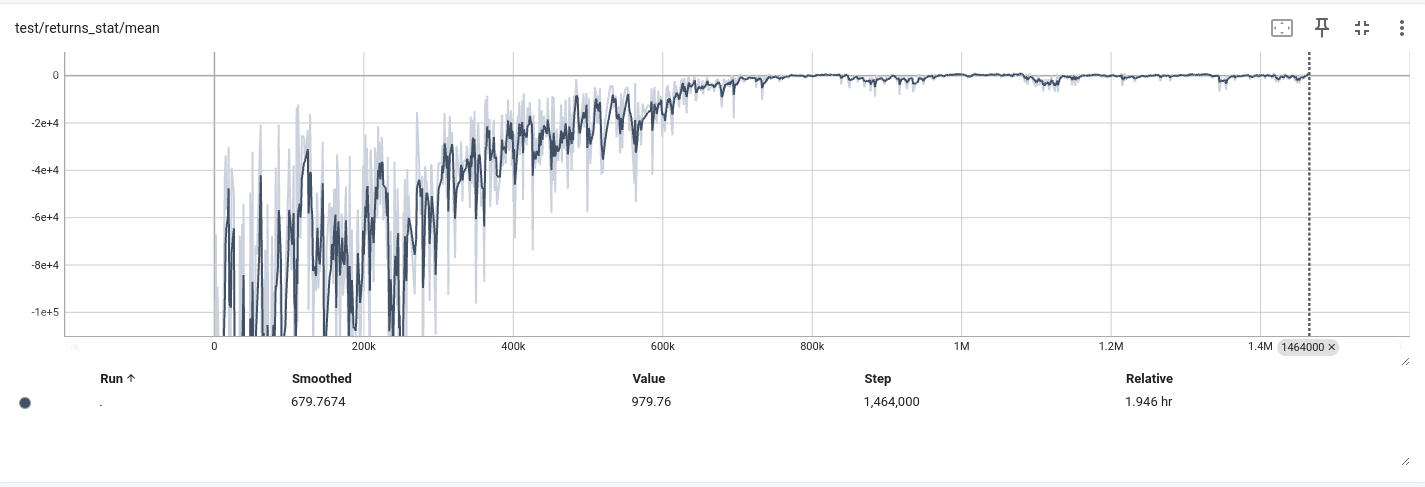 test/returns_stat/mean
0
-2e+4
-4e+4
-6e+4
-8e+4
-1e+5
0 200k 400k 600k 800k 1M 1.2M 1.4M 1464000 ×
Run ↑ Smoothed Value Step Relative
. 679.7674 979.76 1,464,000 1.946 hr